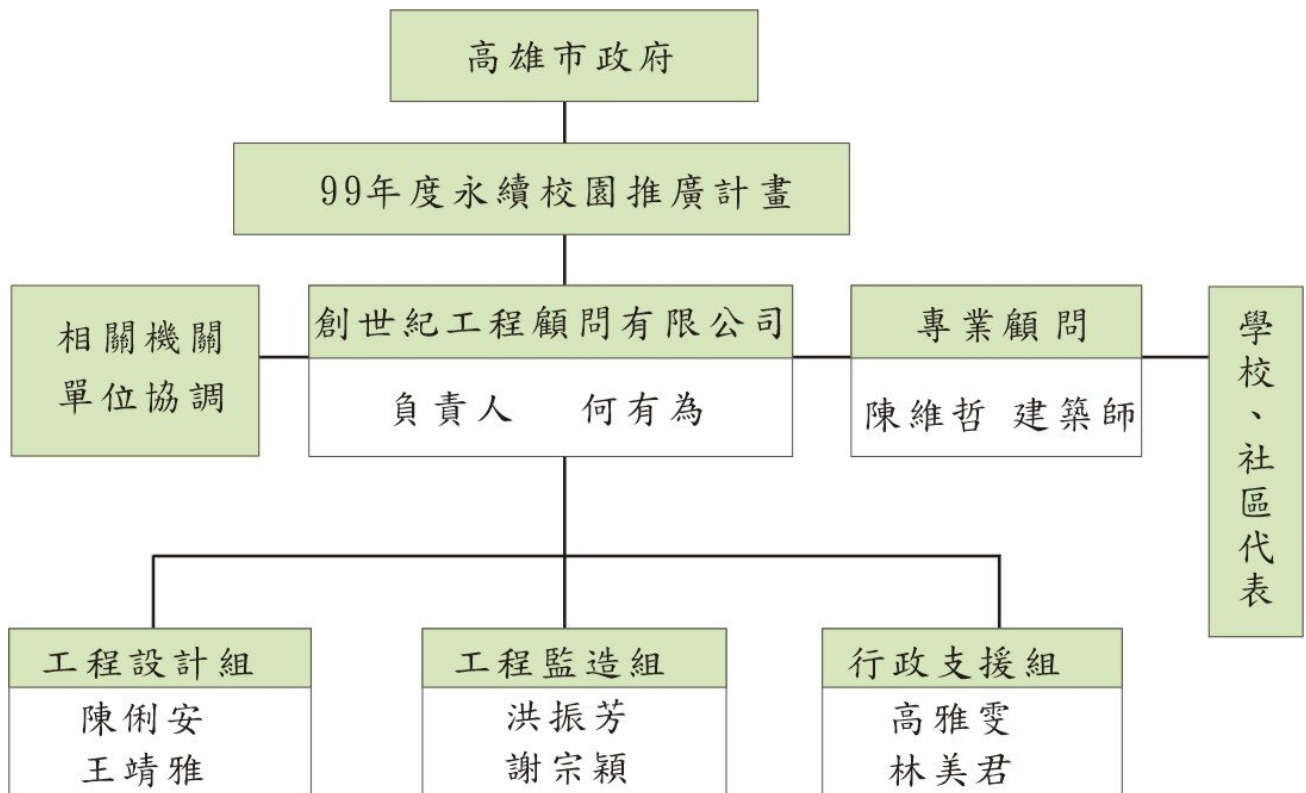 高雄市政府
99年度永續校園推廣計畫
相關機關
單位協調
創世紀工程顧問有限公司
負責人 何有為
專業顧問
陳維哲 建築師
學校、社區代表
工程設計組
陳俐安
王靖雅
工程監造組
洪振芳
謝宗穎
行政支援組
高雅雯
林美君